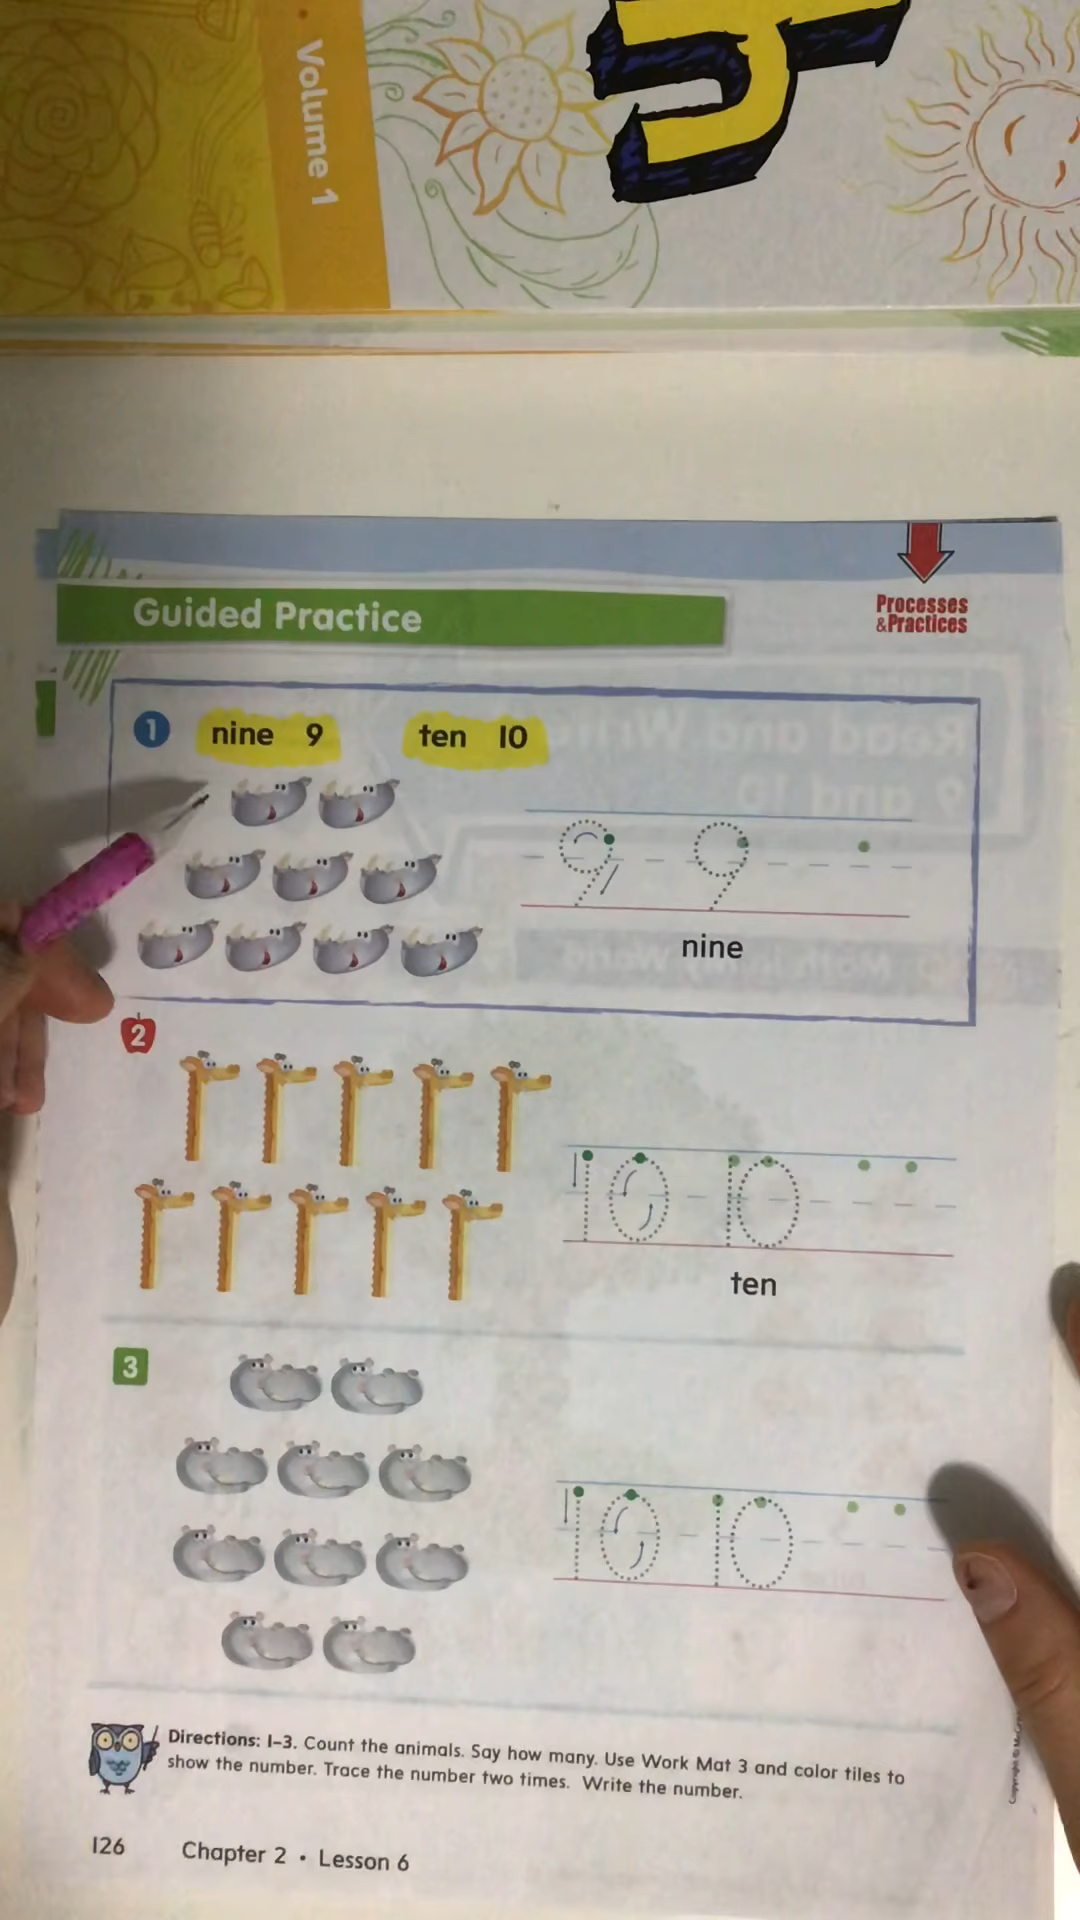 Volume 1
Guided Practice
Processes
&Practices
1 nine 9 ten 10
9 9
nine
2
10 10
ten
3
10 10
Directions: 1–3. Count the animals. Say how many. Use Work Mat 3 and color tiles to
show the number. Trace the number two times. Write the number.
126 Chapter 2 • Lesson 6